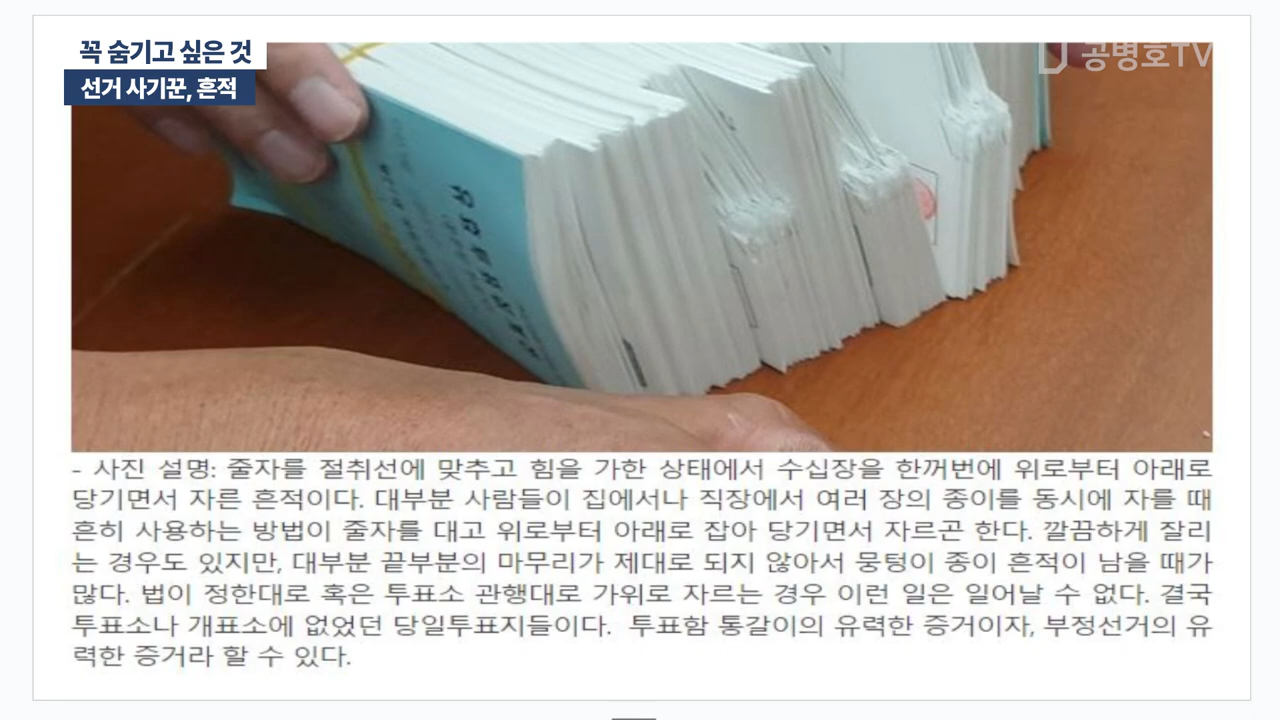 꼭 숨기고 싶은 것
선거 사기꾼, 흔적
공병호TV
- 사진 설명: 줄자를 절취선에 맞추고 힘을 가한 상태에서 수십장을 한꺼번에 위로부터 아래로
당기면서 자른 흔적이다. 대부분 사람들이 집에서나 직장에서 여러 장의 종이를 동시에 자를 때
흔히 사용하는 방법이 줄자를 대고 위로부터 아래로 잡아 당기면서 자르곤 한다. 깔끔하게 잘리
는 경우도 있지만, 대부분 끝부분의 마무리가 제대로 되지 않아서 뭉텅이 종이 흔적이 남을 때가
많다. 법이 정한대로 혹은 투표소 관행대로 가위로 자르는 경우 이런 일은 일어날 수 없다. 결국
투표소나 개표소에 없었던 당일투표지들이다. 투표함 통갈이의 유력한 증거이자, 부정선거의 유
력한 증거라 할 수 있다.